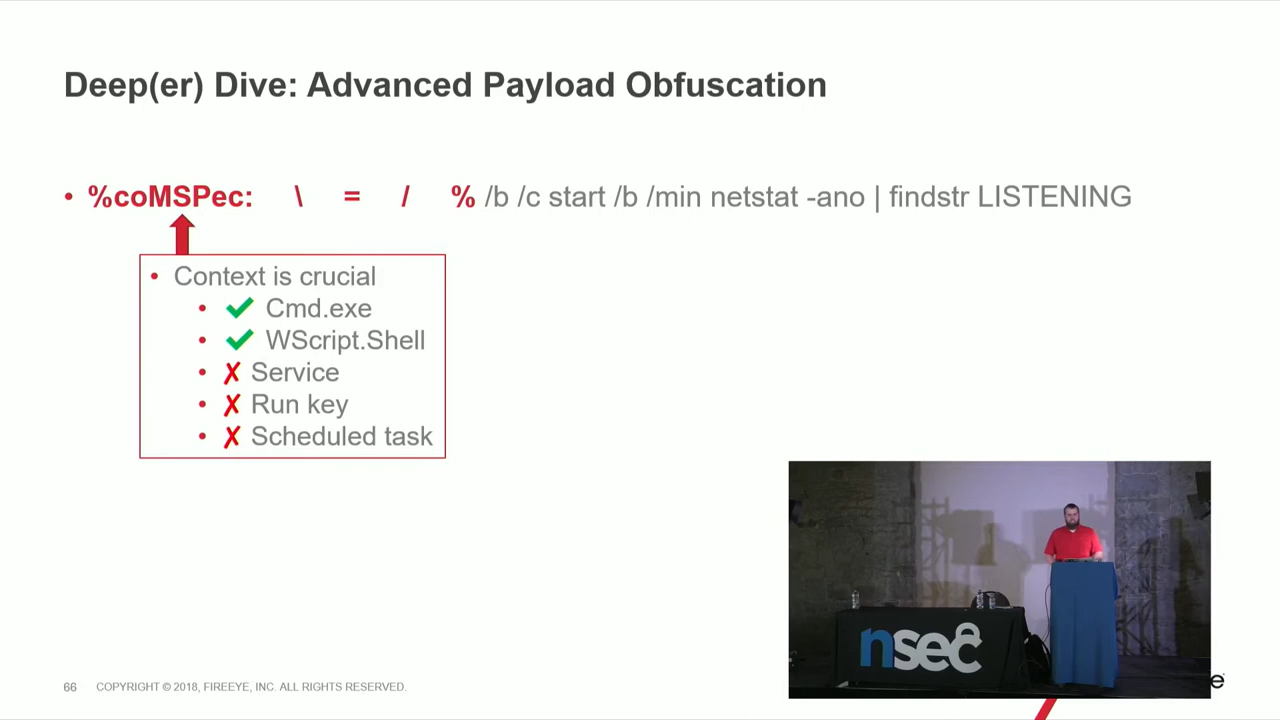 Deep(er) Dive: Advanced Payload Obfuscation
• %coMSPec: \ = / % /b /c start /b /min netstat -ano | findstr LISTENING
• Context is crucial
• ✔ Cmd.exe
• ✔ WScript.Shell
• ✗ Service
• ✗ Run key
• ✗ Scheduled task
nsec
66 COPYRIGHT © 2018, FIREEYE, INC. ALL RIGHTS RESERVED.